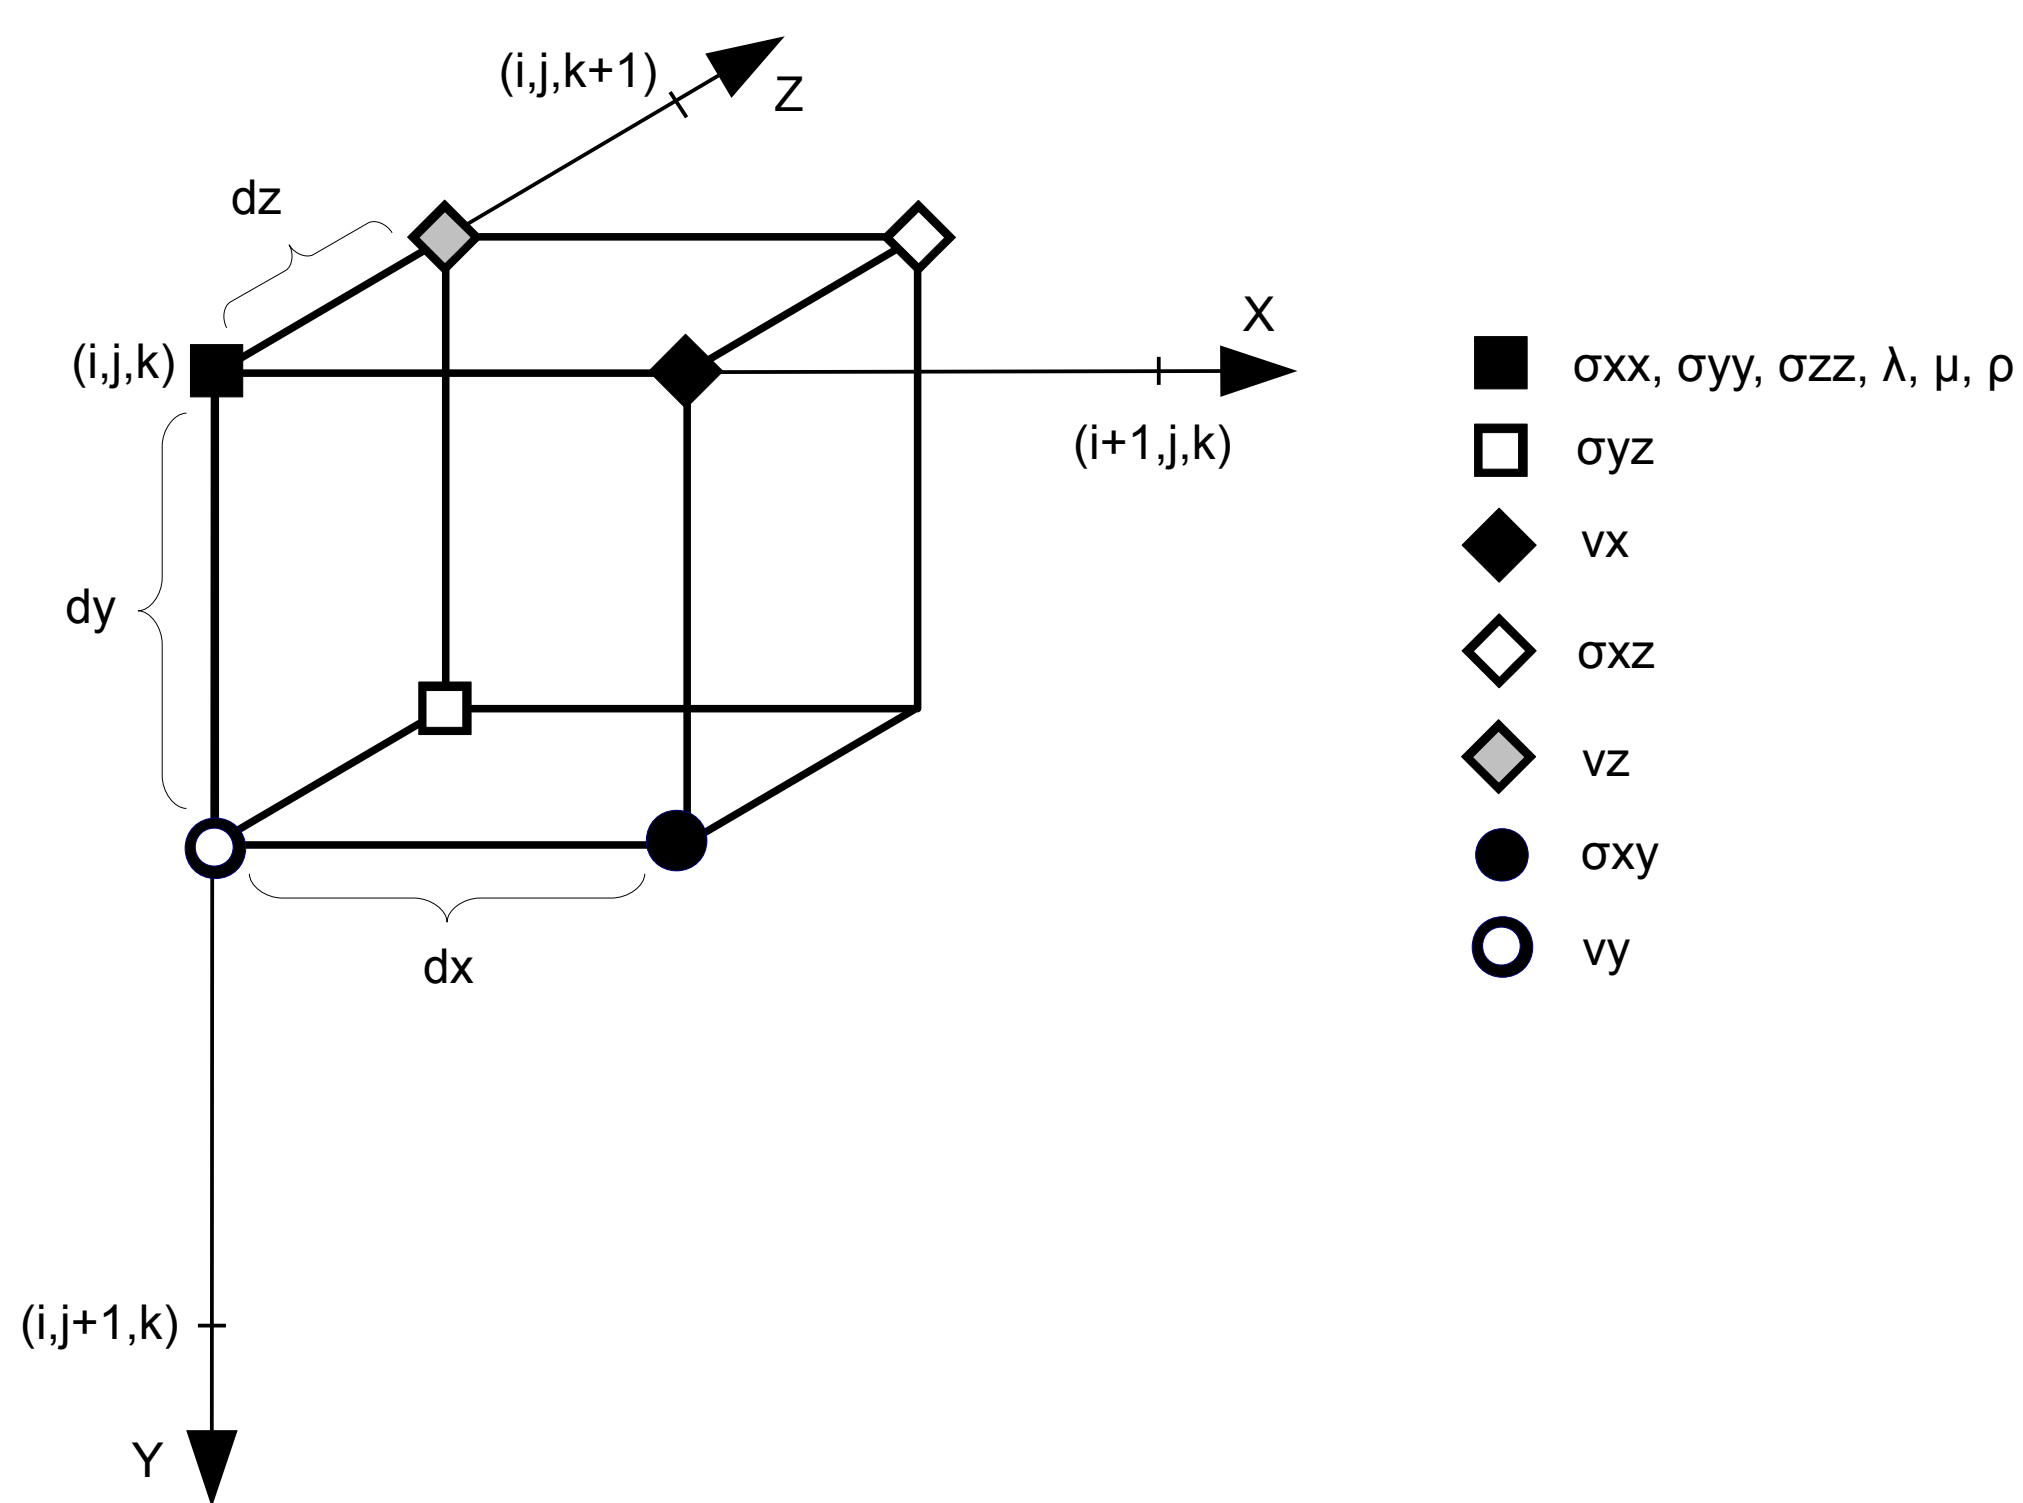 (i,j,k+1)
Z
dz
X
(i,j,k)
(i+1,j,k)
dy
dx
(i,j+1,k)
Y
σxx, σyy, σzz, λ, μ, ρ
σyz
vx
σxz
vz
σxy
vy